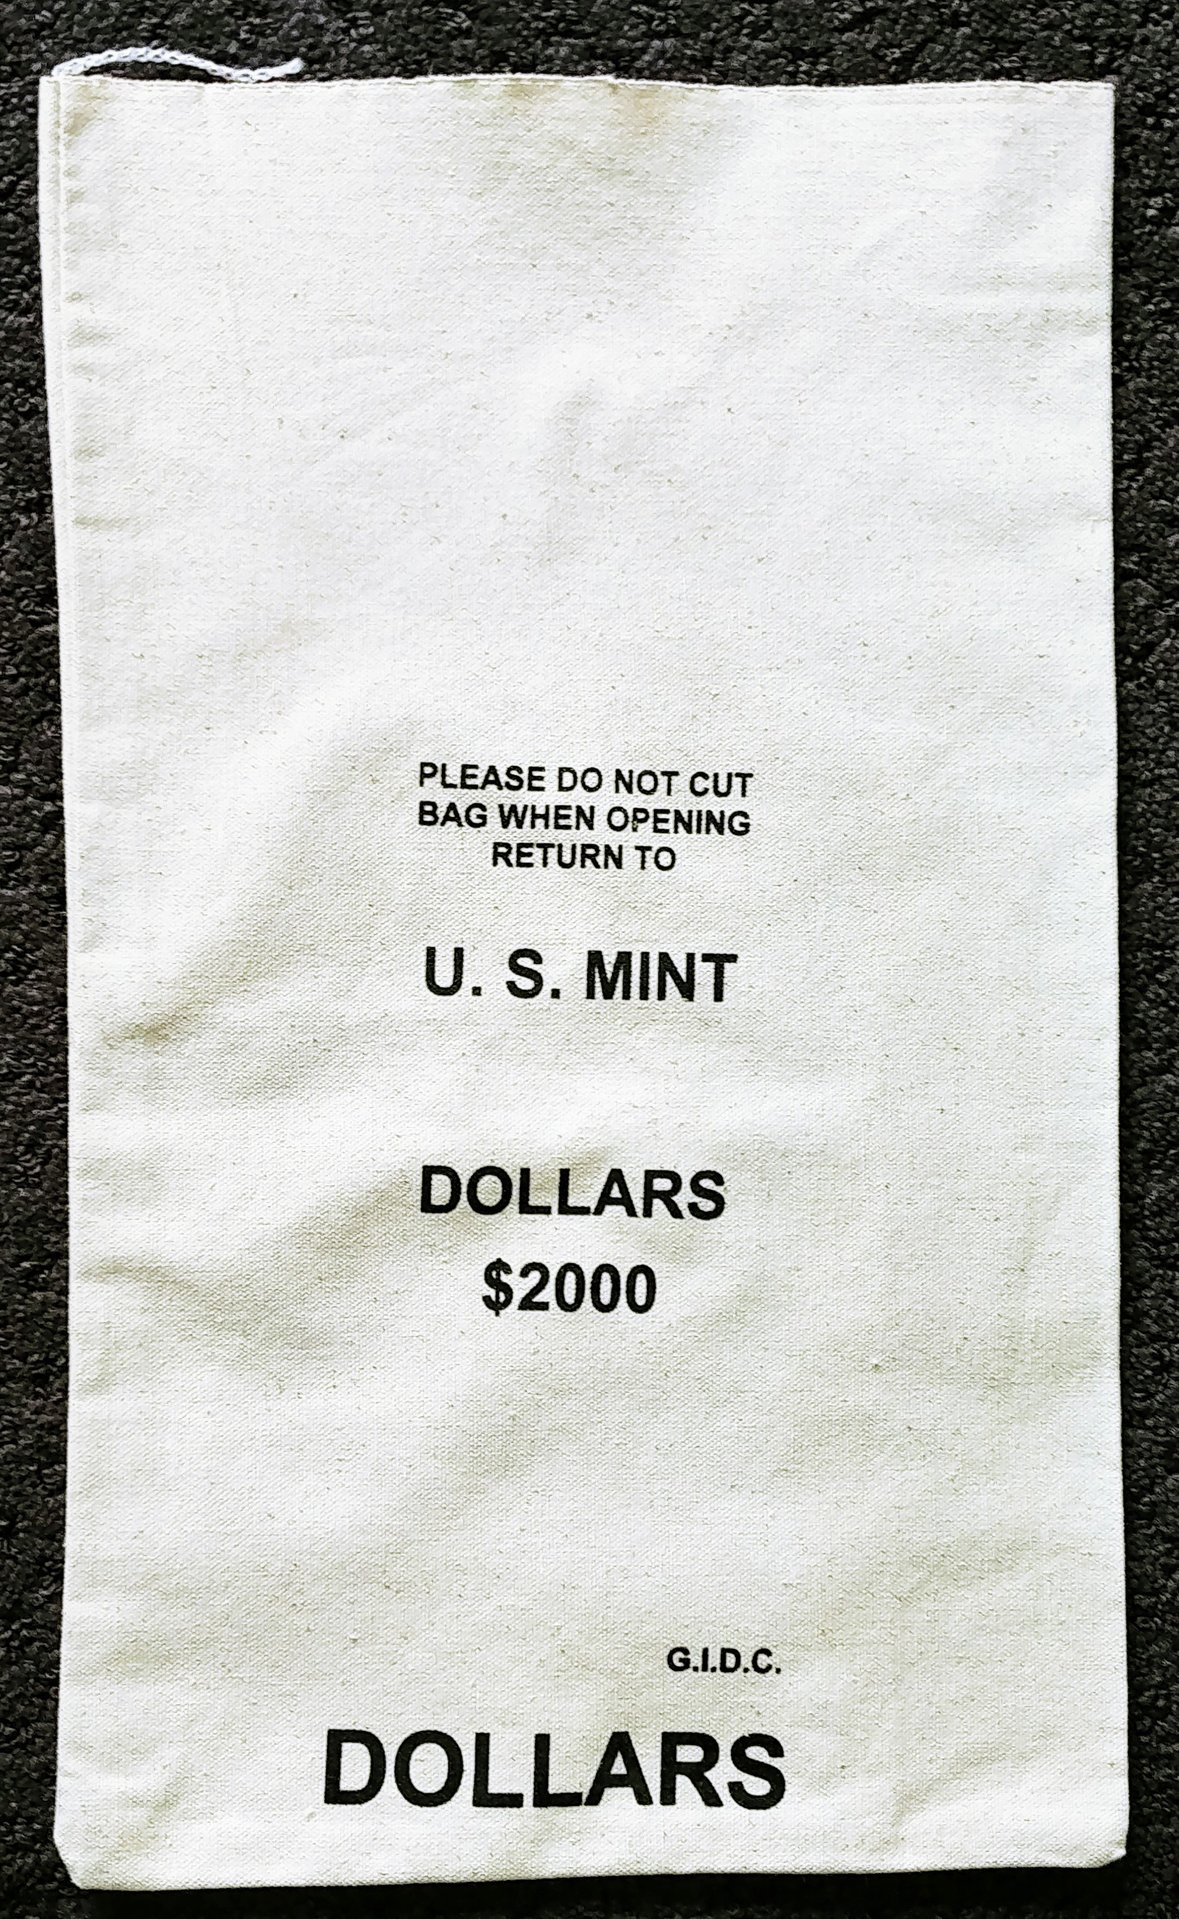 PLEASE DO NOT CUT
BAG WHEN OPENING
RETURN TO
U. S. MINT
DOLLARS
$2000
G.I.D.C.
DOLLARS